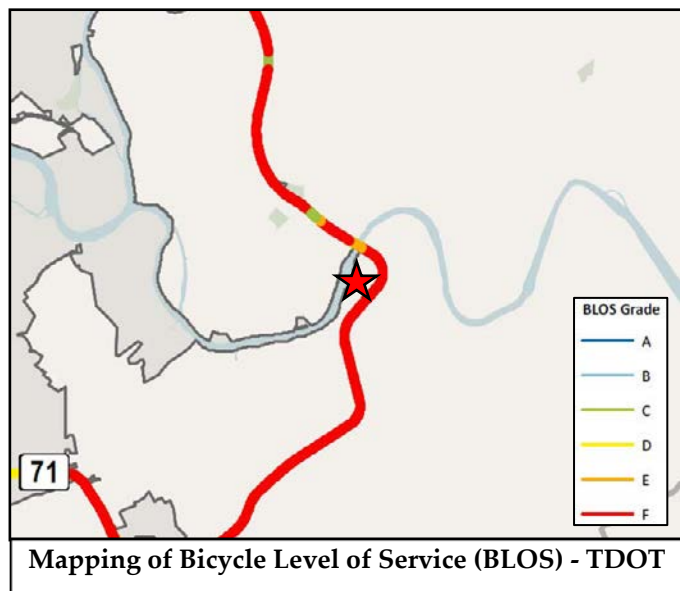 BLOS Grade
A
B
C
D
E
F
71
Mapping of Bicycle Level of Service (BLOS) - TDOT